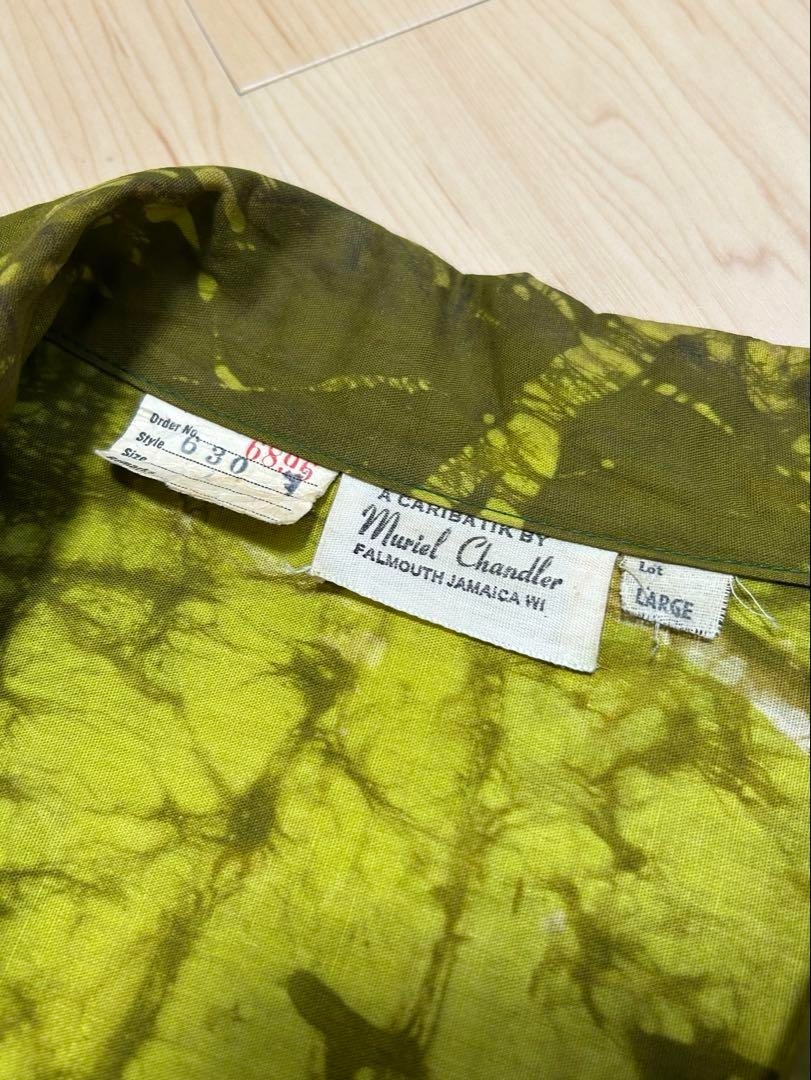 Order No. 6895
Style 630
Size
A CARIBATIK BY
Muriel Chandler
FALMOUTH JAMAICA WI
Lot
LARGE